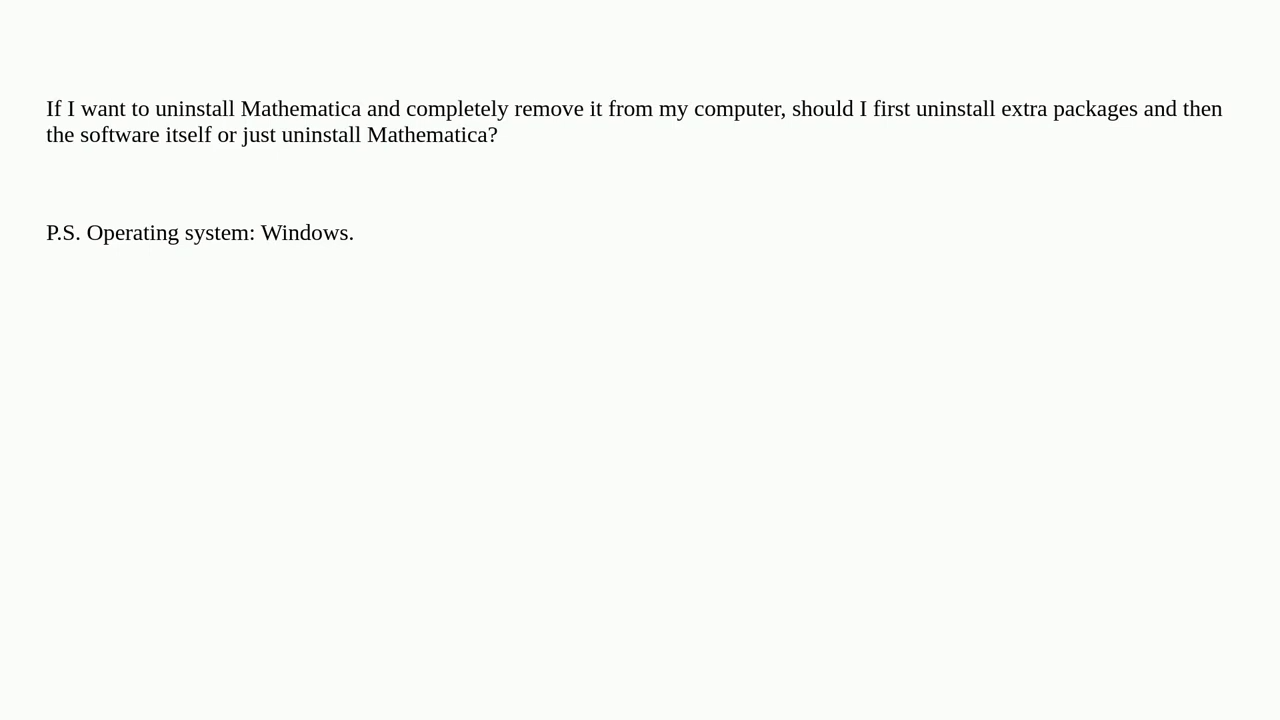 If I want to uninstall Mathematica and completely remove it from my computer, should I first uninstall extra packages and then
the software itself or just uninstall Mathematica?
P.S. Operating system: Windows.